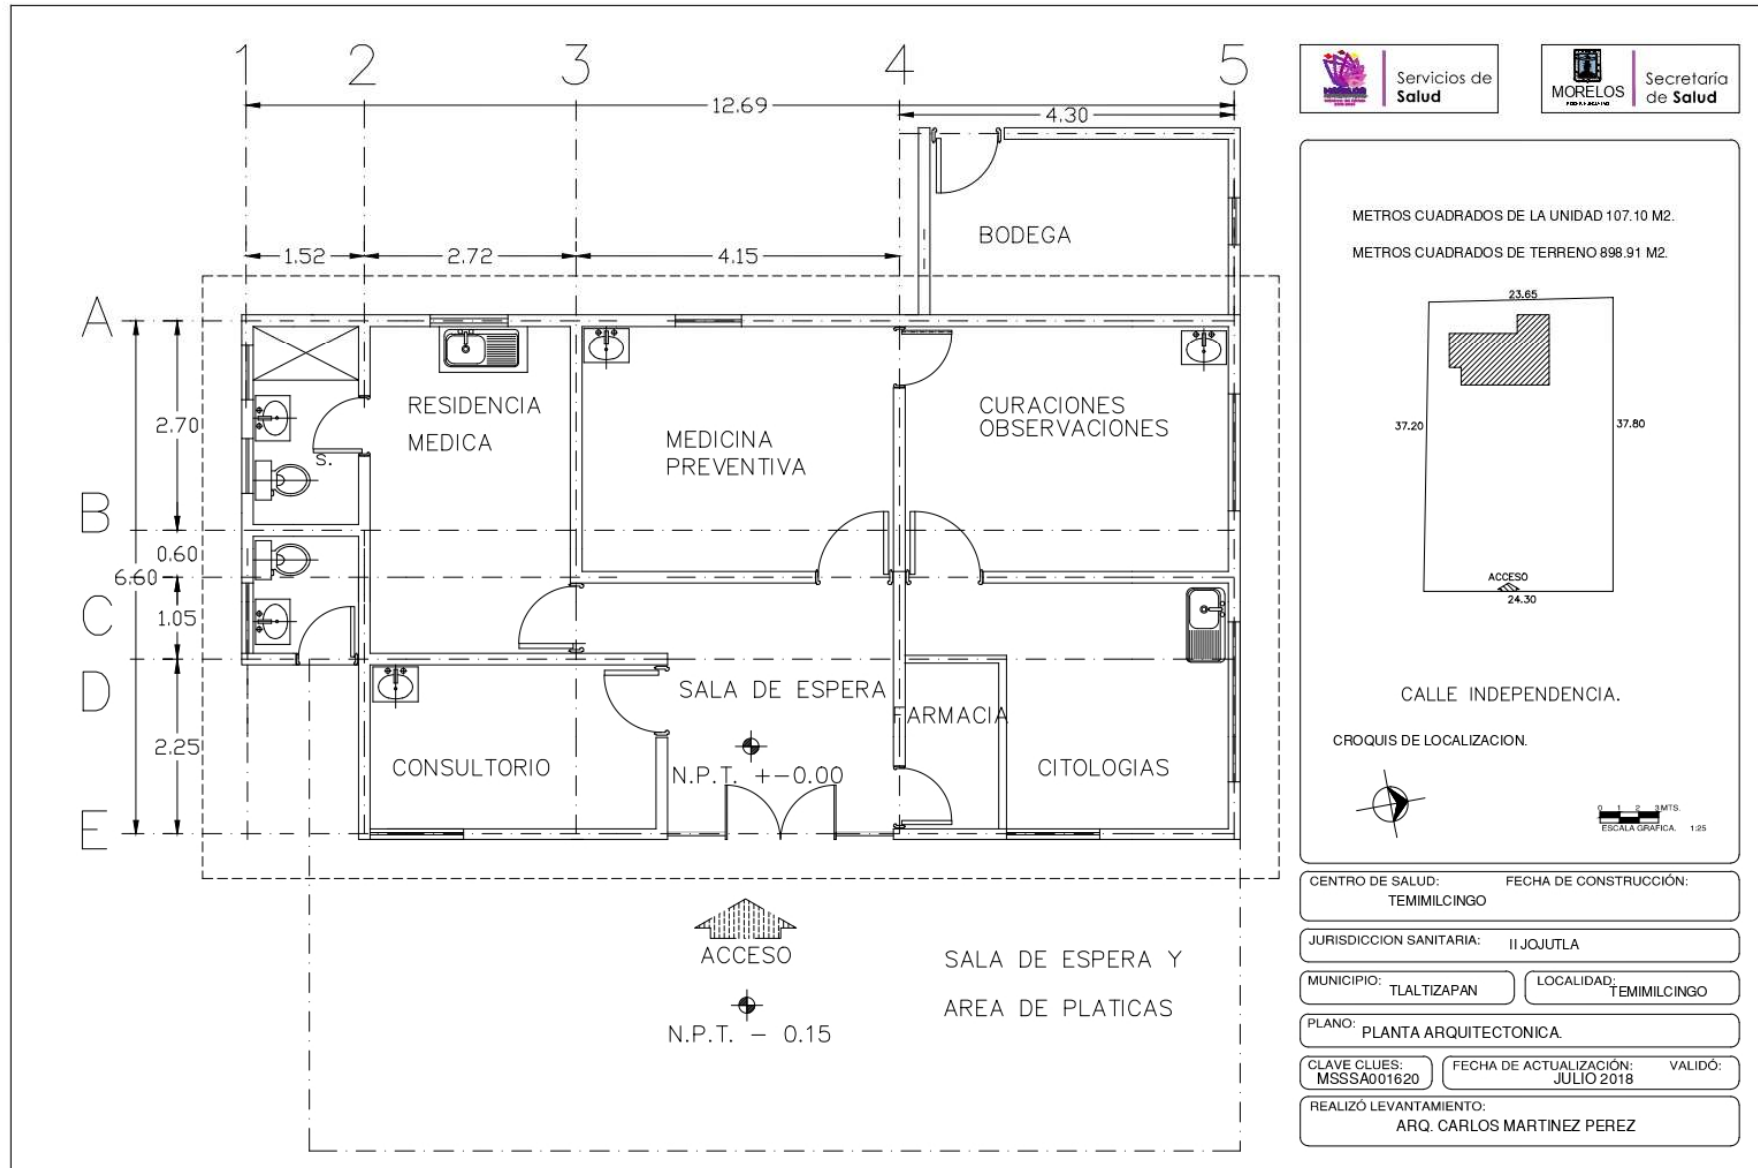 1
2
3
4
5
12.69
4.30
1.52
2.72
4.15
BODEGA
A
B
C
D
E
2.70
0.60
6.60
1.05
2.25
RESIDENCIA
MEDICA
S.
MEDICINA
PREVENTIVA
CURACIONES
OBSERVACIONES
SALA DE ESPERA
FARMACIA
CONSULTORIO
N.P.T. +-0.00
CITOLOGIAS
ACCESO
N.P.T. - 0.15
SALA DE ESPERA Y
AREA DE PLATICAS
Servicios de
Salud
MORELOS
Secretaría
de Salud
METROS CUADRADOS DE LA UNIDAD 107.10 M2.
METROS CUADRADOS DE TERRENO 898.91 M2.
23.65
37.20
37.80
ACCESO
24.30
CALLE INDEPENDENCIA.
CROQUIS DE LOCALIZACION.
0 1 2 3MTS.
ESCALA GRAFICA. 1:25
CENTRO DE SALUD: FECHA DE CONSTRUCCIÓN:
TEMIMILCINGO
JURISDICCION SANITARIA: II JOJUTLA
MUNICIPIO: TLALTIZAPAN
LOCALIDAD: TEMIMILCINGO
PLANO: PLANTA ARQUITECTONICA.
CLAVE CLUES:
MSSSA001620
FECHA DE ACTUALIZACIÓN: VALIDÓ:
JULIO 2018
REALIZÓ LEVANTAMIENTO:
ARQ. CARLOS MARTINEZ PEREZ